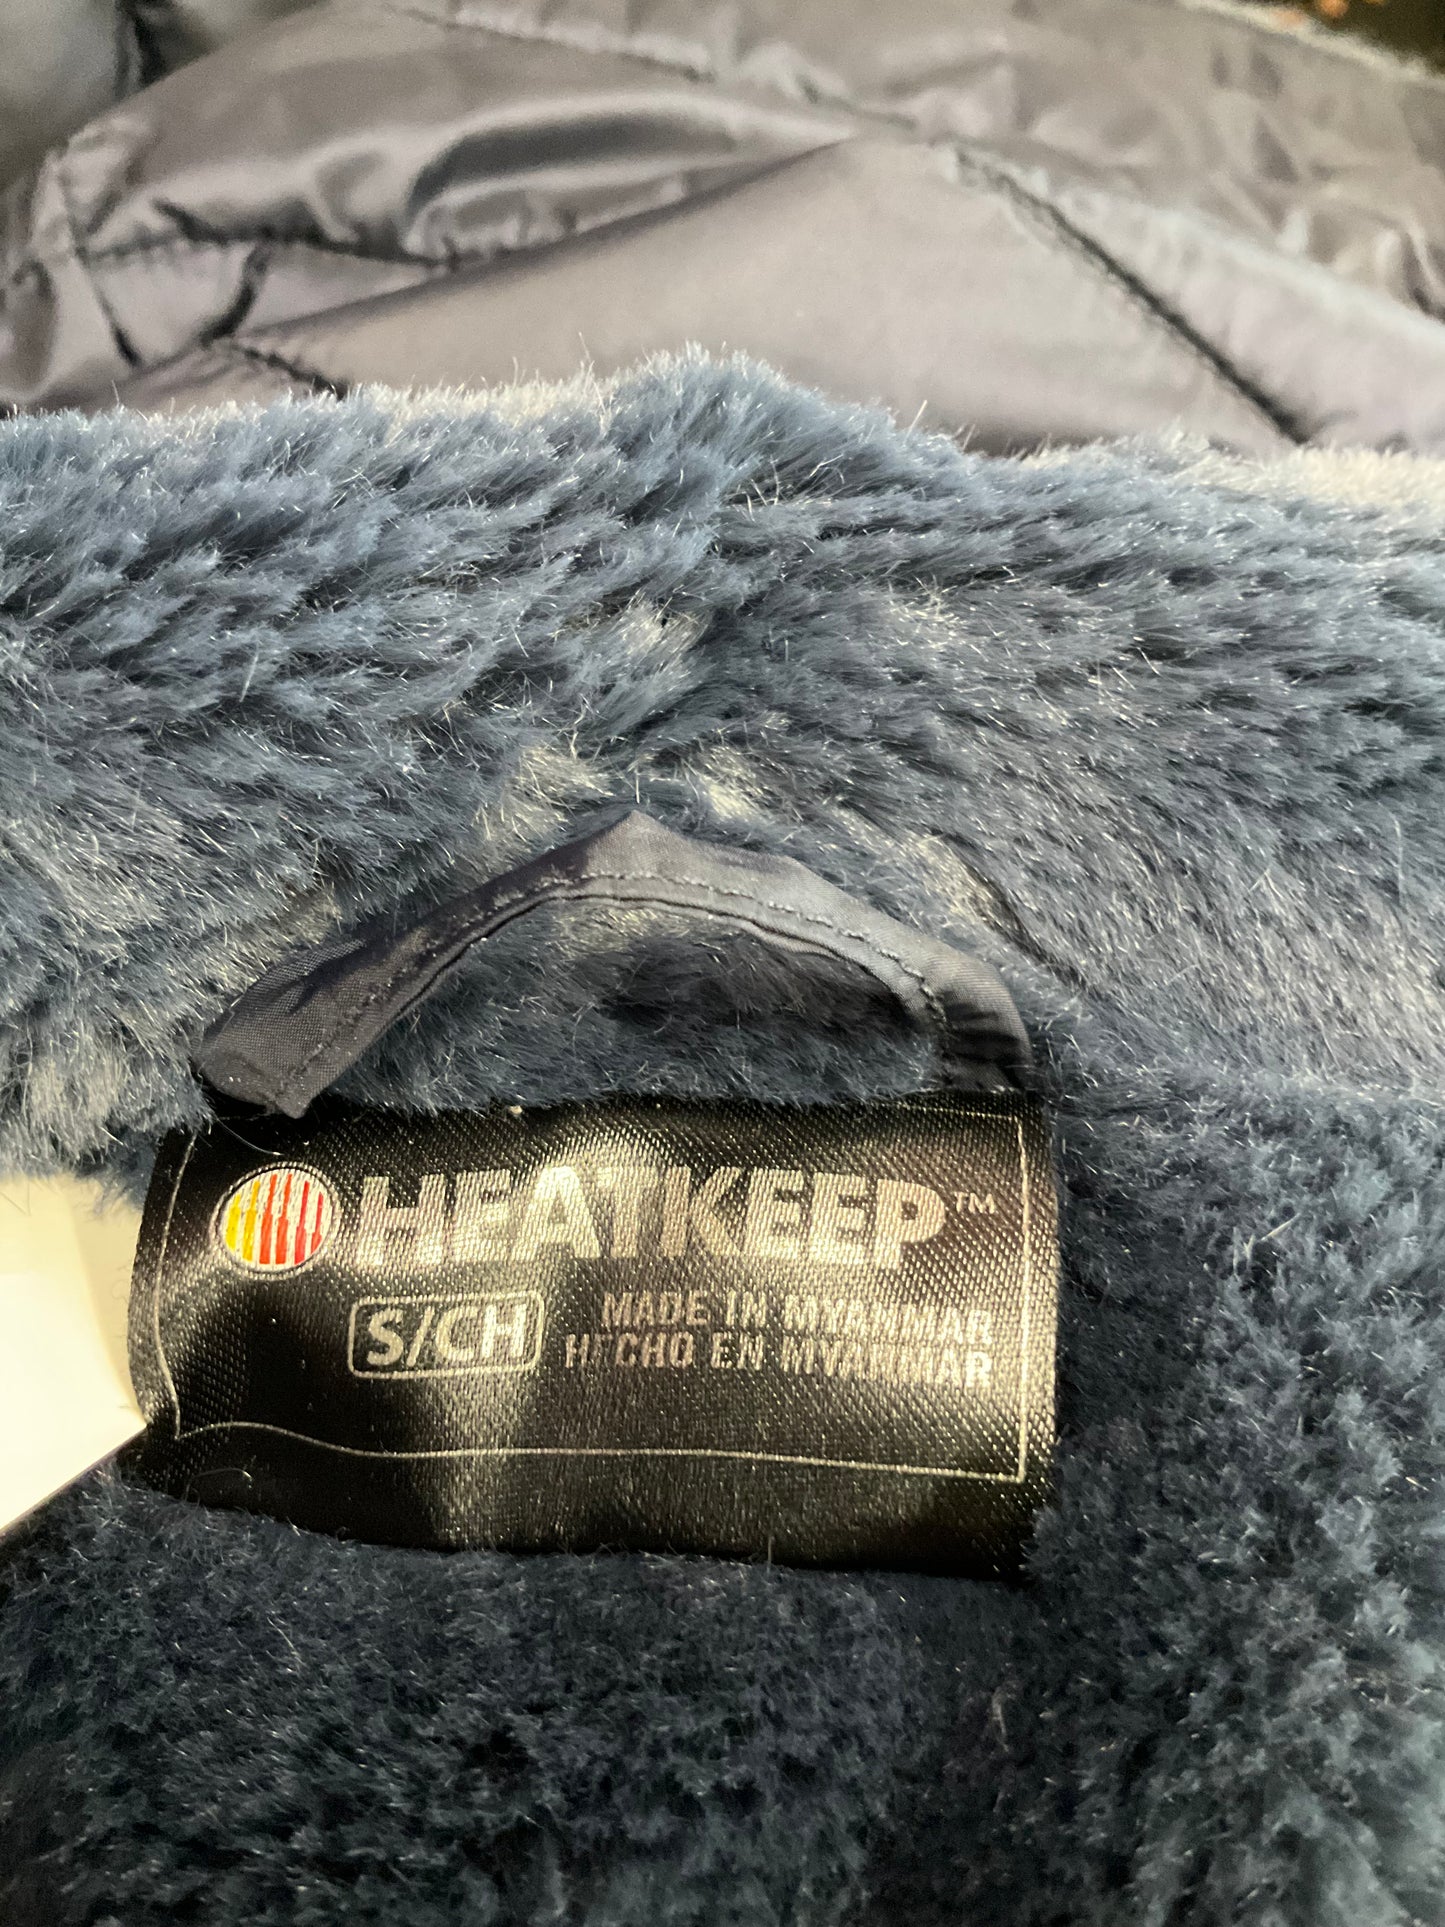 HEATKEEP™
S/CH
MADE IN MYANMAR
HECHO EN MYANMAR